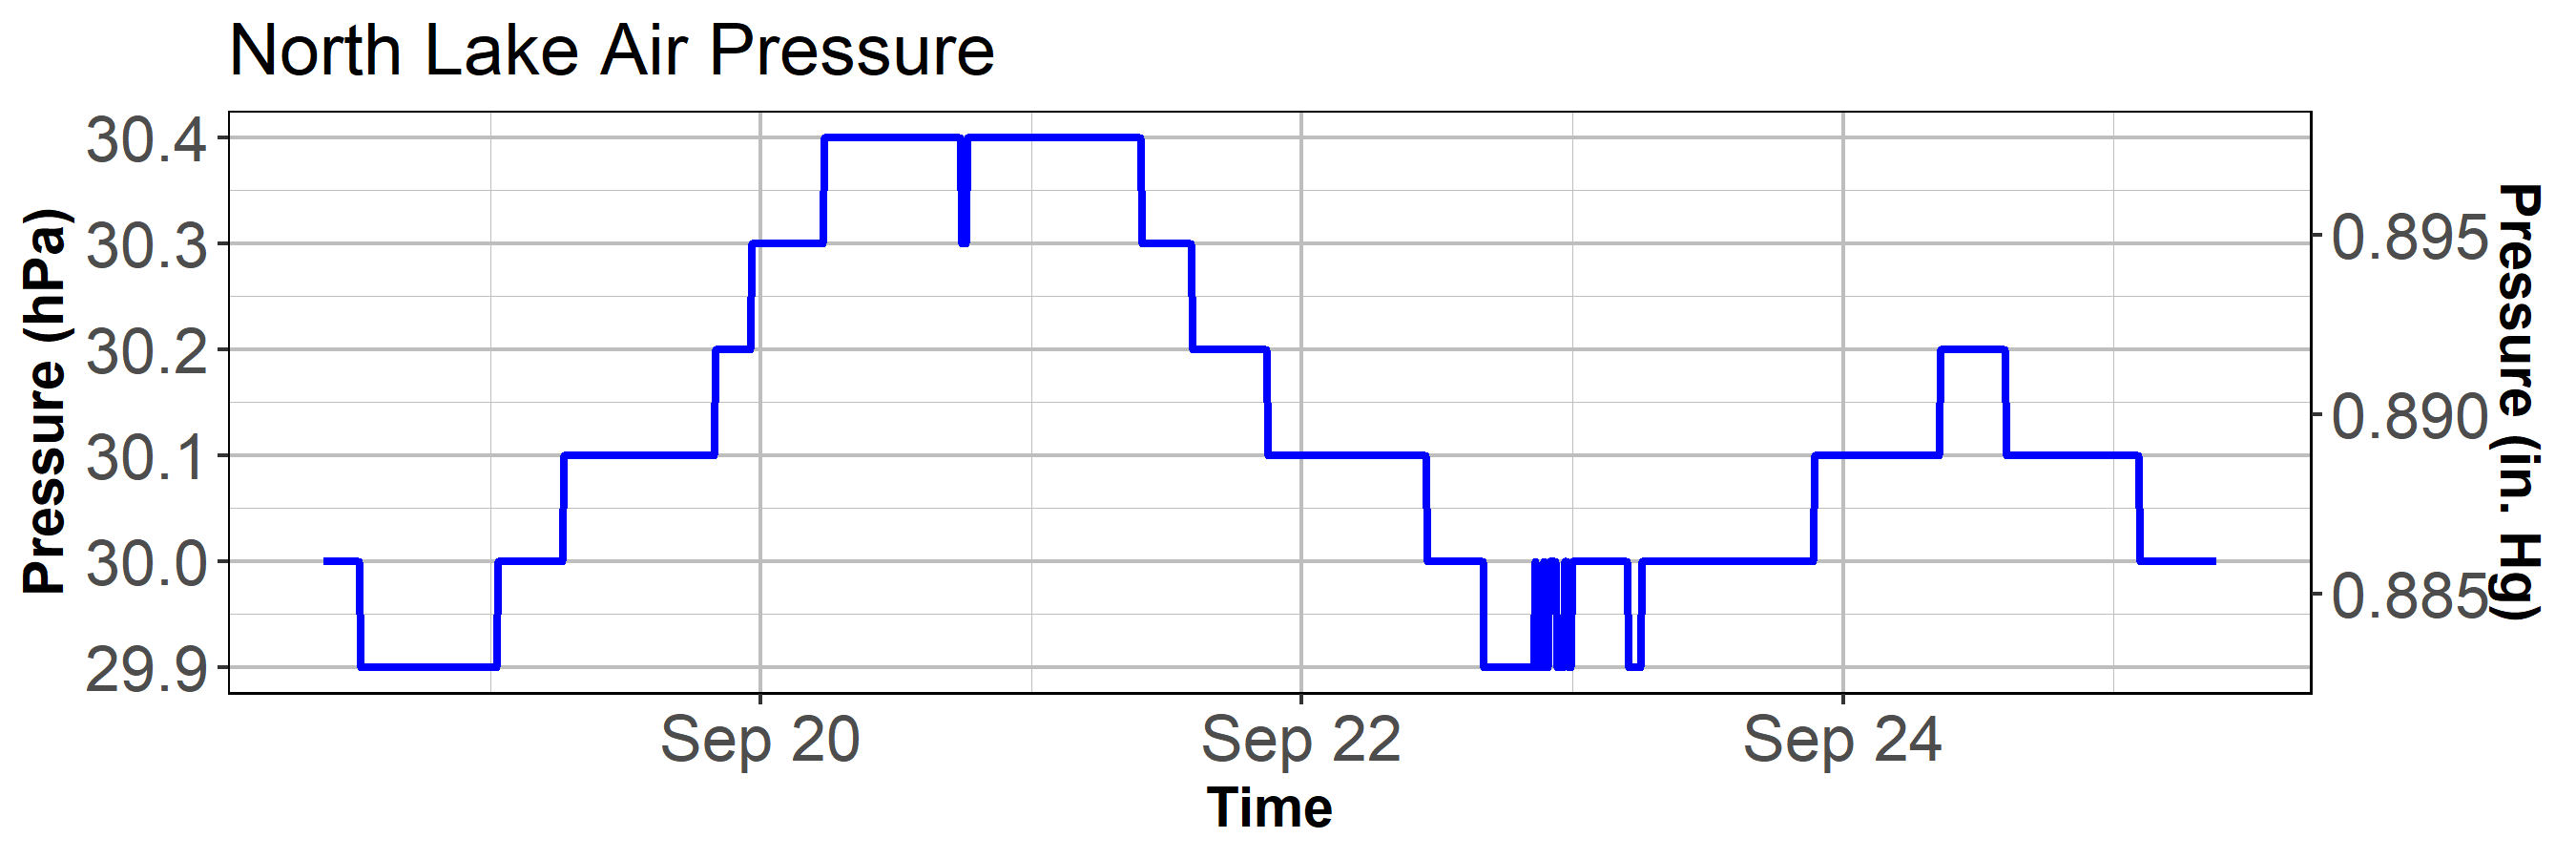 North Lake Air Pressure
Pressure (hPa)
30.4
30.3
30.2
30.1
30.0
29.9
0.895
0.890
0.885
Pressure (in. Hg)
Sep 20
Sep 22
Sep 24
Time